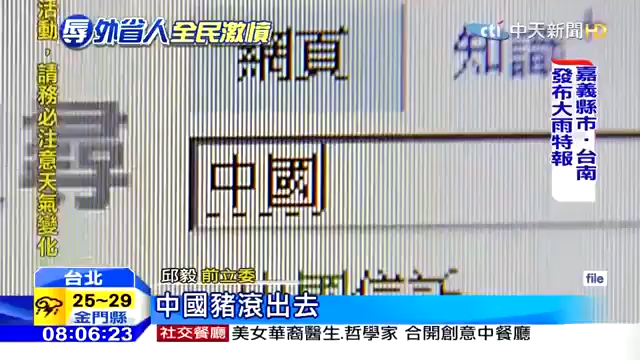 辱外省人 全民激憤
cti 中天新聞HD
活動，請務必注意天氣變化
嘉義縣市．台南
發布大雨特報
網頁
知識
尋
中國
file
邱毅 前立委
中國豬滾出去
台北
25~29
金門縣
08:06:23
社交餐廳 美女華裔醫生.哲學家 合開創意中餐廳